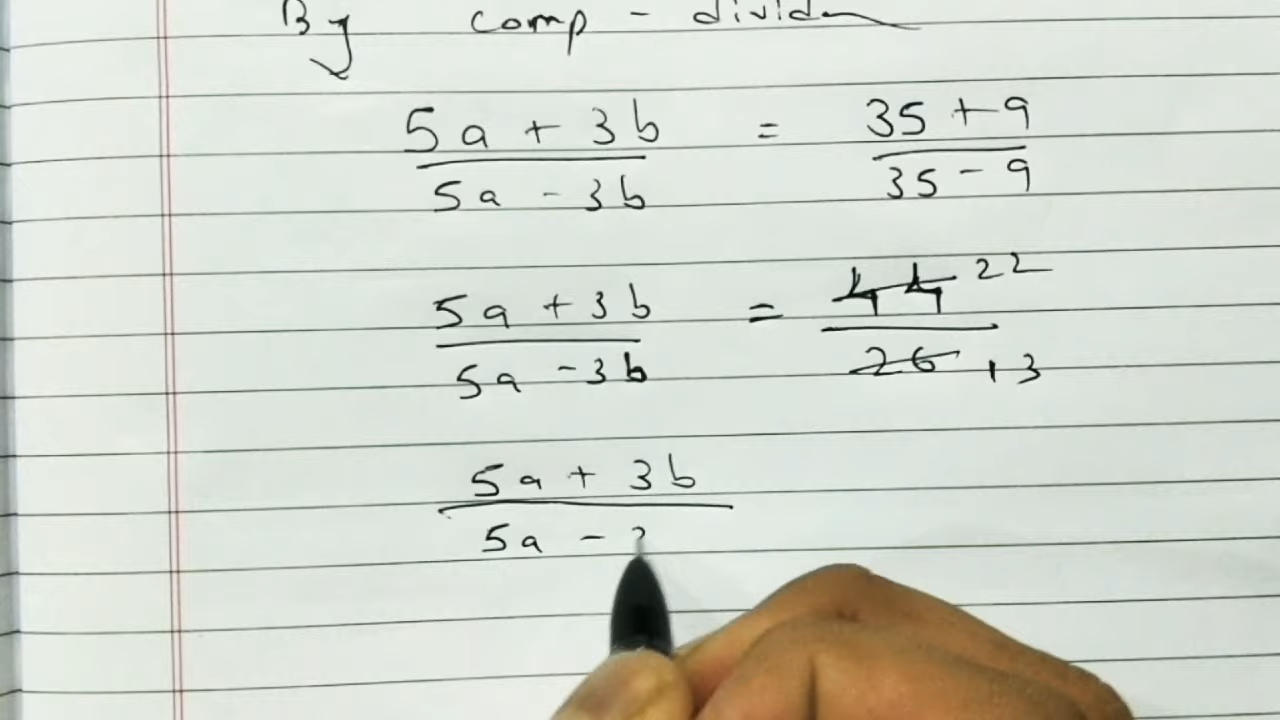 By comp - dividen
5a + 3b = 35 + 9
5a - 3b 35 - 9
5a + 3b = 44 22
5a - 3b 26 13
5a + 3b
5a -